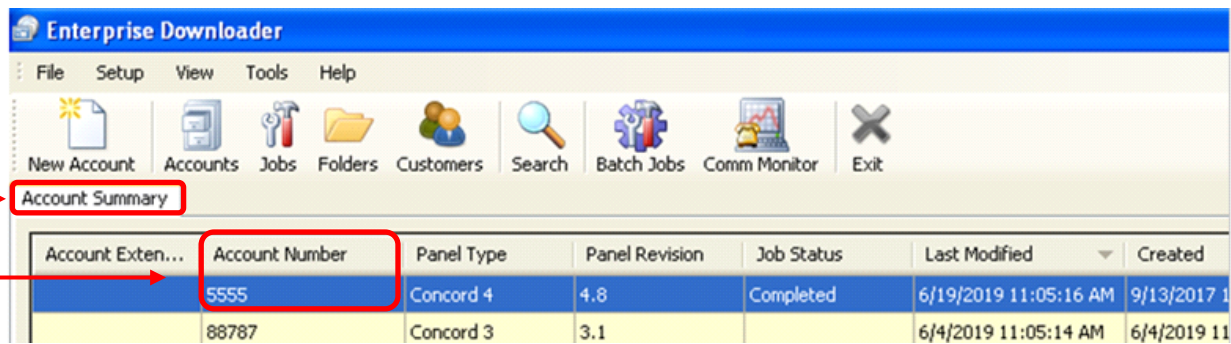 Enterprise Downloader
File Setup View Tools Help
New Account Accounts Jobs Folders Customers Search Batch Jobs Comm Monitor Exit
Account Summary
Account Exten... Account Number Panel Type Panel Revision Job Status Last Modified Created
5555 Concord 4 4.8 Completed 6/19/2019 11:05:16 AM 9/13/2017 1
88787 Concord 3 3.1 6/4/2019 11:05:14 AM 6/4/2019 11